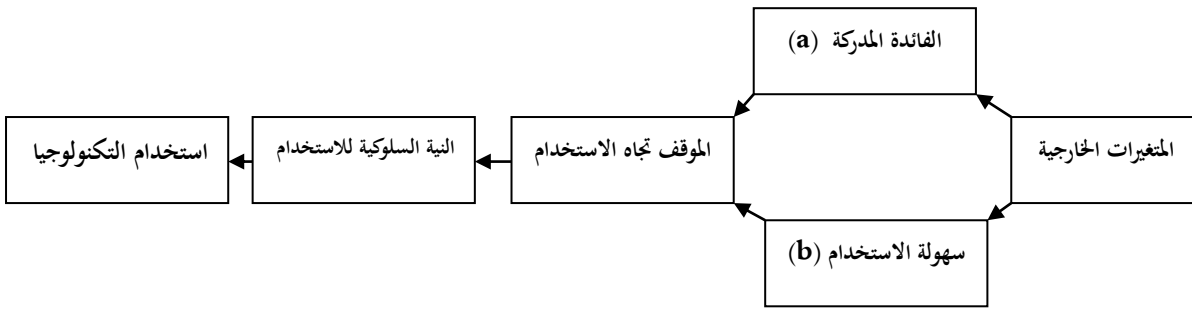 الفائدة المدركة (a)
المتغيرات الخارجية
الموقف تجاه الاستخدام
النية السلوكية للاستخدام
استخدام التكنولوجيا
سهولة الاستخدام (b)